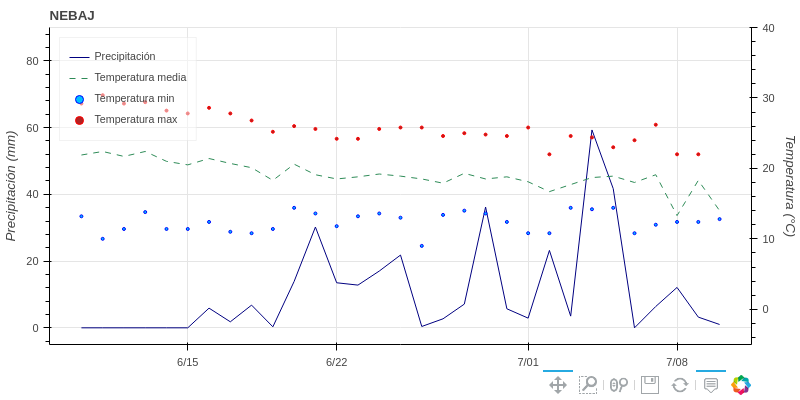 NEBAJ
Precipitación
Temperatura media
Temperatura min
Temperatura max
80
60
40
20
0
Precipitación (mm)
40
30
20
10
0
Temperatura (°C)
6/15
6/22
7/01
7/08